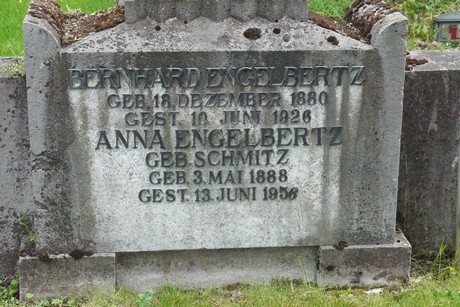 BERNHARD ENGELBERTZ
GEB. 18. DEZEMBER 1880
GEST. 10. JUNI 1926
ANNA ENGELBERTZ
GEB. SCHMITZ
GEB. 3. MAI 1888
GEST. 13. JUNI 1956